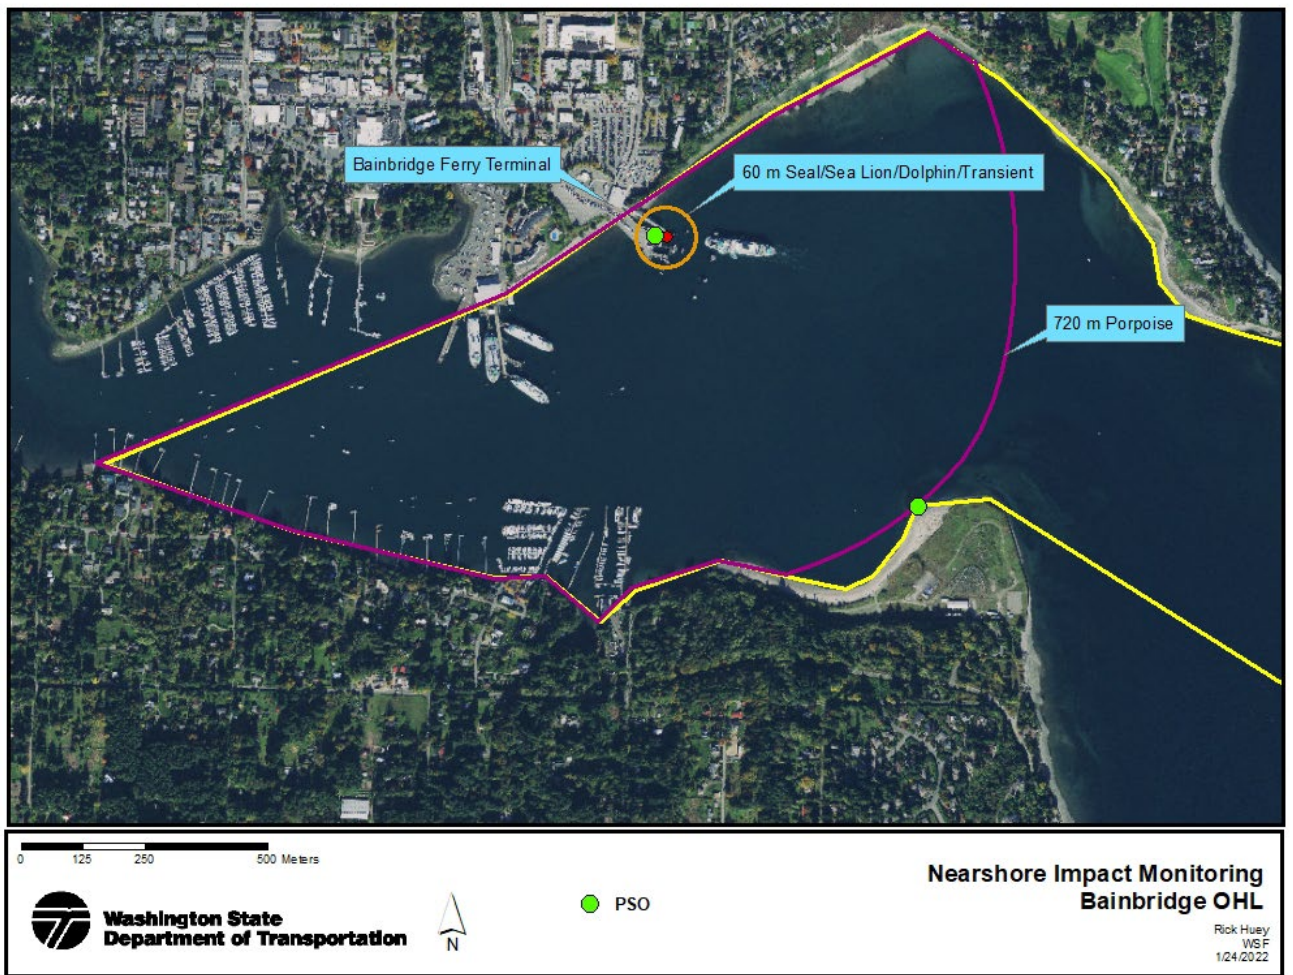 Bainbridge Ferry Terminal
60 m Seal/Sea Lion/Dolphin/Transient
720 m Porpoise
0 125 250 500 Meters
Washington State
Department of Transportation
N
PSO
Nearshore Impact Monitoring
Bainbridge OHL
Rick Huey
WSF
1/24/2022